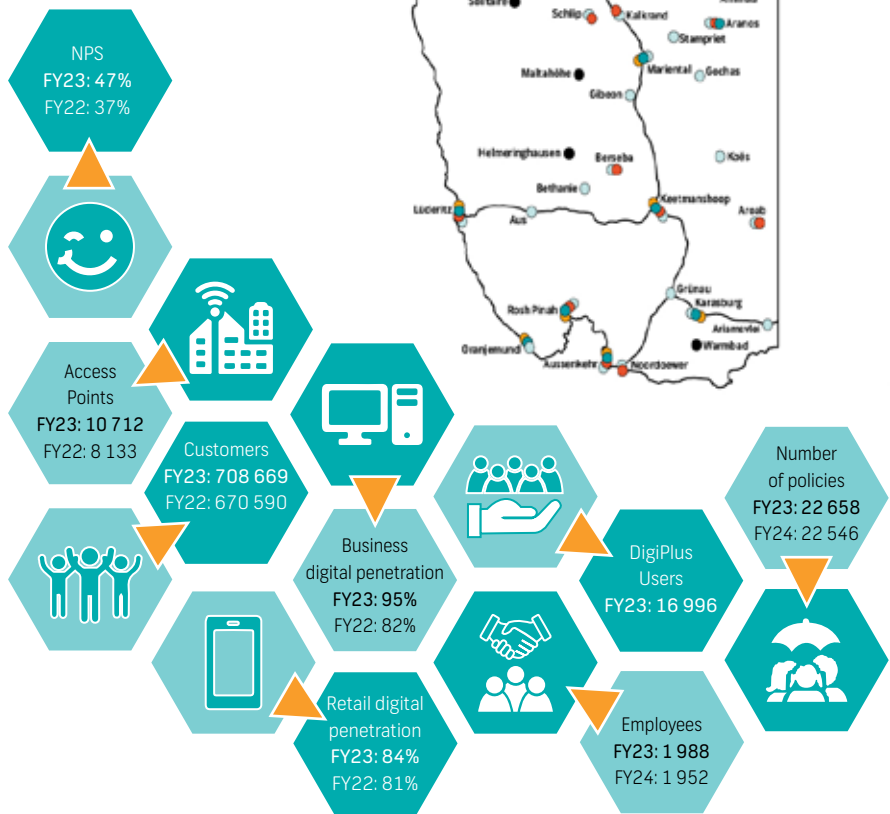 Schlip
Kalkrand
Aranos
Stampriet
Mariental
Gochas
Maltahöhe
Gibeon
Helmeringhausen
Berseba
Koës
Bethanie
Keetmanshoop
Lüderitz
Aus
Aroab
Grünau
Rosh Pinah
Karasburg
Ariamsvlei
Oranjemund
Warmbad
Aussenkehr
Noordoewer
NPS
FY23: 47%
FY22: 37%
Access
Points
FY23: 10 712
FY22: 8 133
Customers
FY23: 708 669
FY22: 670 590
Business
digital penetration
FY23: 95%
FY22: 82%
Retail digital
penetration
FY23: 84%
FY22: 81%
DigiPlus
Users
FY23: 16 996
Employees
FY23: 1 988
FY24: 1 952
Number
of policies
FY23: 22 658
FY24: 22 546